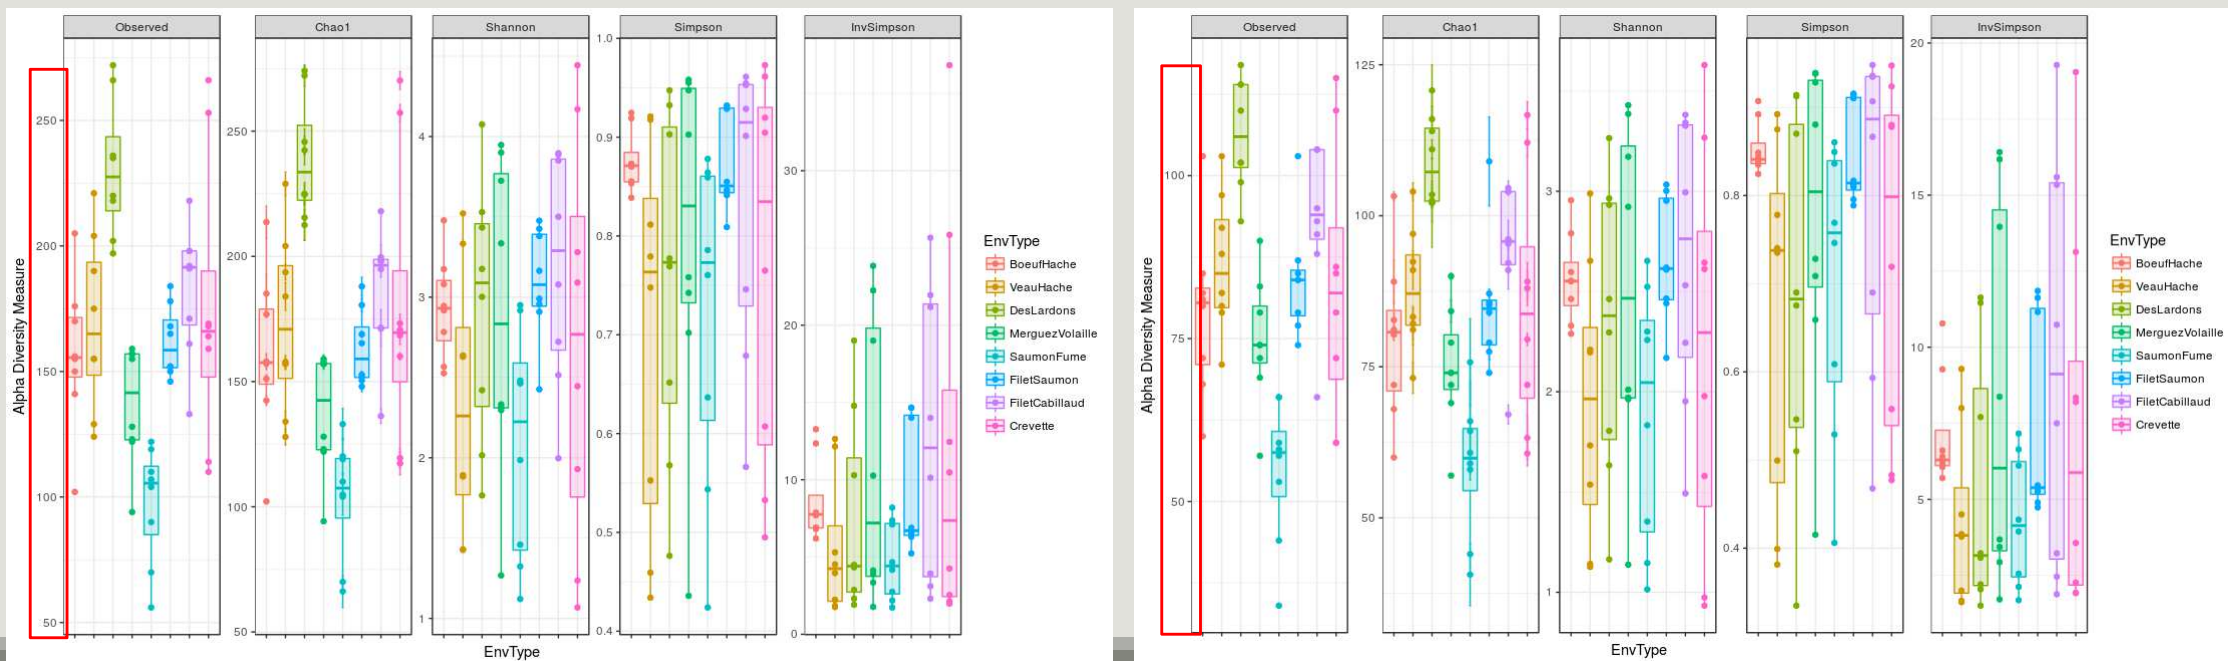 Observed
Chao1
Shannon
Simpson
InvSimpson
Alpha Diversity Measure
250
200
150
100
50
250
200
150
100
50
4
3
2
1
1.0
0.9
0.8
0.7
0.6
0.5
0.4
30
20
10
0
EnvType
EnvType
BoeufHache
VeauHache
DesLardons
MerguezVolaille
SaumonFume
FiletSaumon
FiletCabillaud
Crevette
Observed
Chao1
Shannon
Simpson
InvSimpson
Alpha Diversity Measure
100
75
50
125
100
75
50
3
2
1
0.8
0.6
0.4
20
15
10
5
EnvType
EnvType
BoeufHache
VeauHache
DesLardons
MerguezVolaille
SaumonFume
FiletSaumon
FiletCabillaud
Crevette